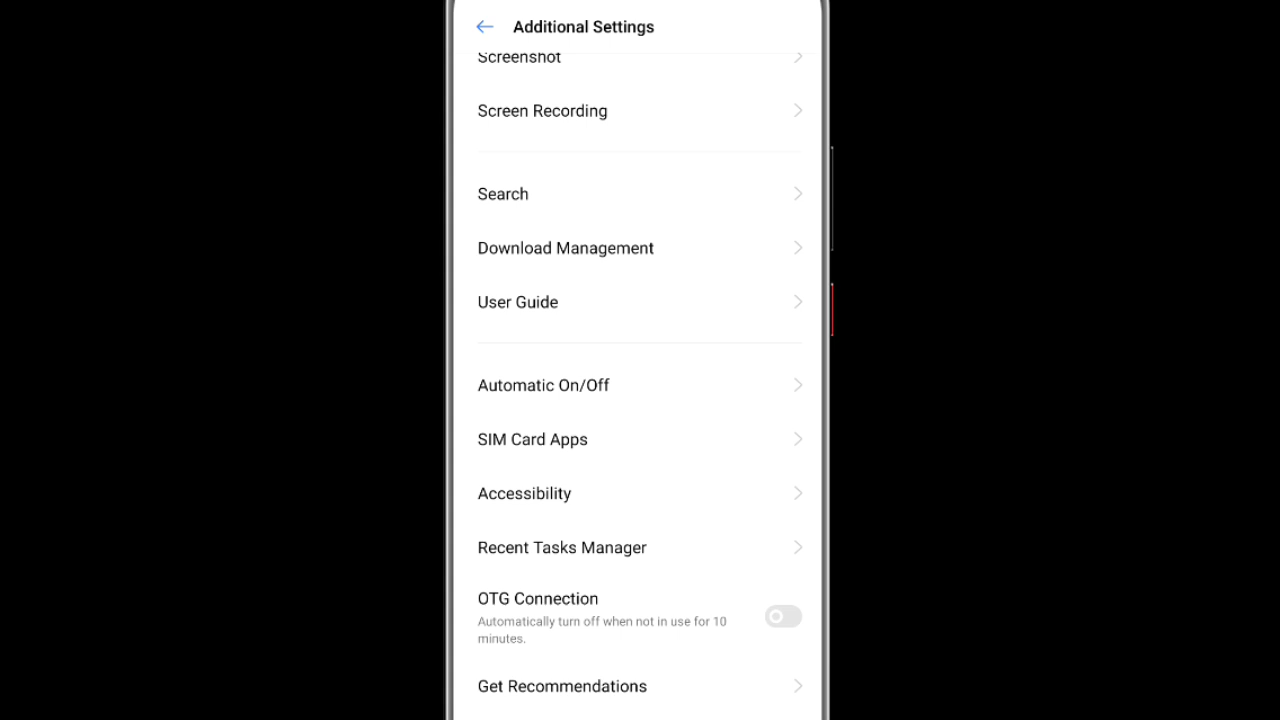 Additional Settings
Screenshot
Screen Recording
Search
Download Management
User Guide
Automatic On/Off
SIM Card Apps
Accessibility
Recent Tasks Manager
OTG Connection
Automatically turn off when not in use for 10
minutes.
Get Recommendations